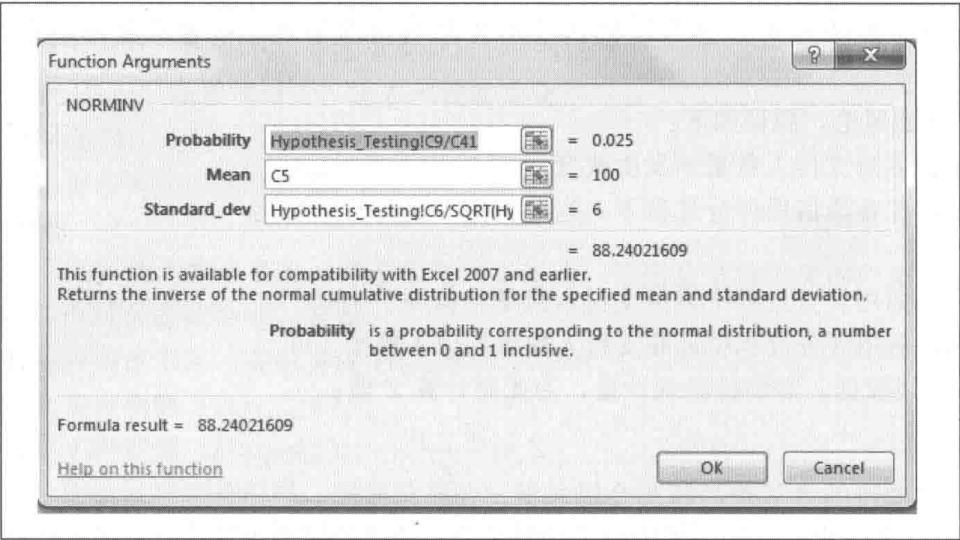 Function Arguments
NORMINV
Probability Hypothesis_Testing!C9/C41 = 0.025
Mean C5 = 100
Standard_dev Hypothesis_Testing!C6/SQRT(Hy = 6
= 88.24021609
This function is available for compatibility with Excel 2007 and earlier.
Returns the inverse of the normal cumulative distribution for the specified mean and standard deviation.
Probability is a probability corresponding to the normal distribution, a number
between 0 and 1 inclusive.
Formula result = 88.24021609
Help on this function
OK Cancel